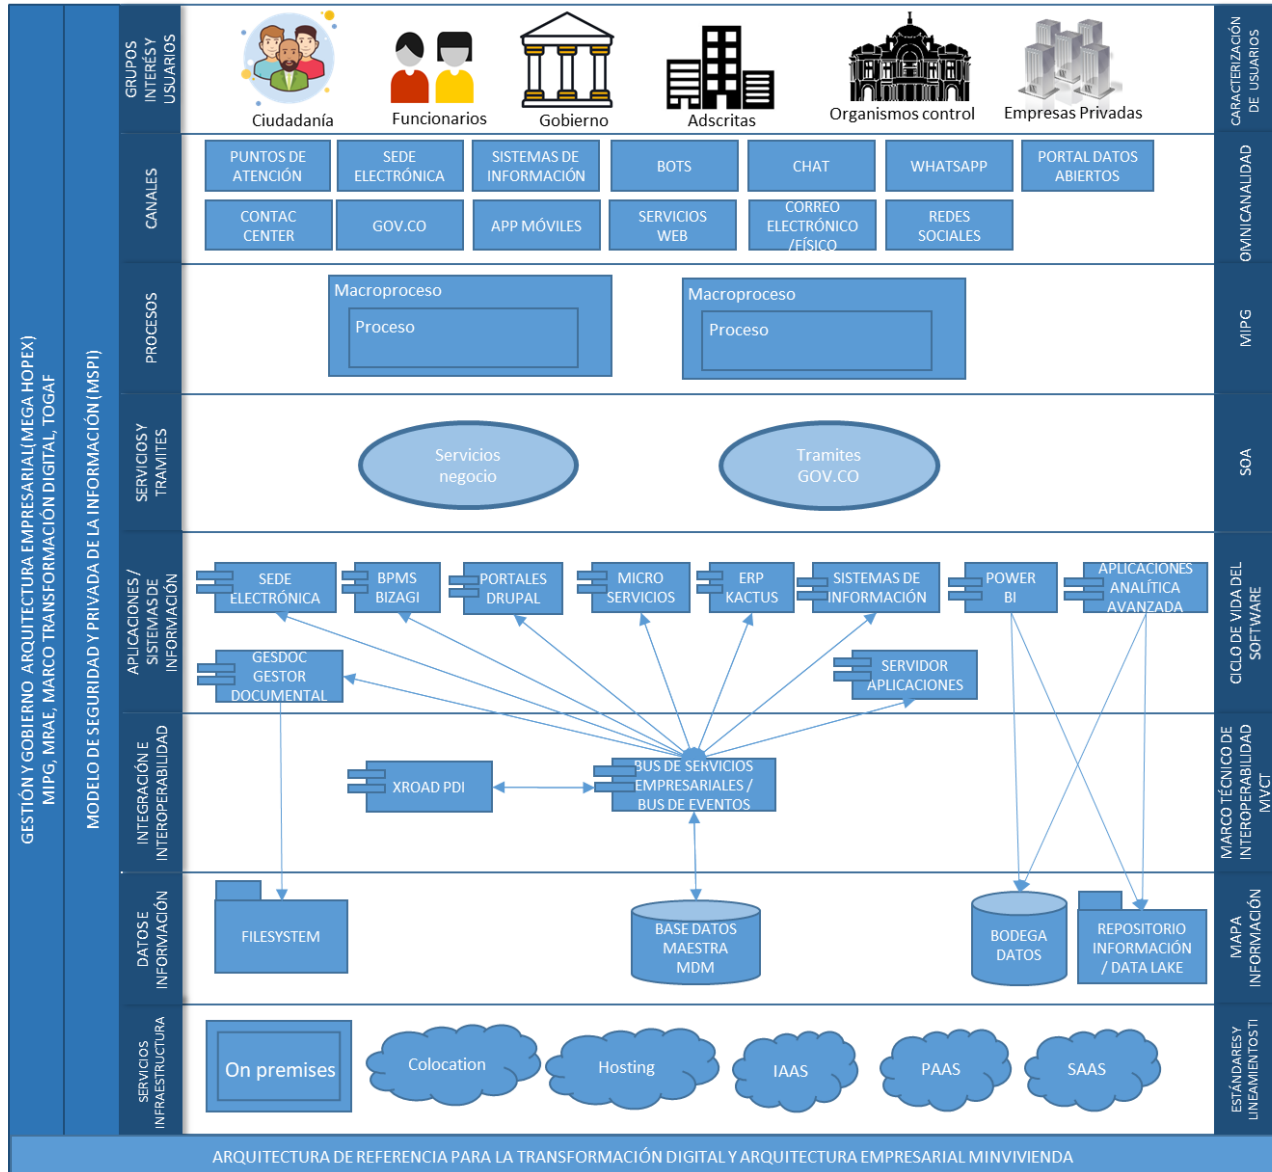 GESTIÓN Y GOBIERNO ARQUITECTURA EMPRESARIAL(MEGA HOPEX)
MIPG, MRAE, MARCO TRANSFORMACIÓN DIGITAL, TOGAF
MODELO DE SEGURIDAD Y PRIVADA DE LA INFORMACIÓN (MSPI)
GRUPOS
INTERÉS Y
USUARIOS
Ciudadanía
Funcionarios
Gobierno
Adscritas
Organismos control
Empresas Privadas
CARACTERIZACIÓN
DE USUARIOS
CANALES
PUNTOS DE
ATENCIÓN
SEDE
ELECTRÓNICA
SISTEMAS DE
INFORMACIÓN
BOTS
CHAT
WHATSAPP
PORTAL DATOS
ABIERTOS
CONTAC
CENTER
GOV.CO
APP MÓVILES
SERVICIOS
WEB
CORREO
ELECTRÓNICO
/FÍSICO
REDES
SOCIALES
OMNICANALIDAD
PROCESOS
Macroproceso
Proceso
Macroproceso
Proceso
MIPG
SERVICIOS Y
TRAMITES
Servicios
negocio
Tramites
GOV.CO
SOA
APLICACIONES /
SISTEMAS DE
INFORMACIÓN
SEDE
ELECTRÓNICA
BPMS
BIZAGI
PORTALES
DRUPAL
MICRO
SERVICIOS
ERP
KACTUS
SISTEMAS DE
INFORMACIÓN
POWER
BI
APLICACIONES
ANALÍTICA
AVANZADA
GESDOC
GESTOR
DOCUMENTAL
SERVIDOR
APLICACIONES
CICLO DE VIDA DEL
SOFTWARE
INTEGRACIÓN E
INTEROPERABILIDAD
XROAD PDI
BUS DE SERVICIOS
EMPRESARIALES /
BUS DE EVENTOS
MARCO TÉCNICO DE
INTEROPERABILIDAD
MVCT
DATOS E
INFORMACIÓN
FILESYSTEM
BASE DATOS
MAESTRA
MDM
BODEGA
DATOS
REPOSITORIO
INFORMACIÓN
/ DATA LAKE
MAPA
INFORMACIÓN
SERVICIOS
INFRAESTRUCTURA
On premises
Colocation
Hosting
IAAS
PAAS
SAAS
ESTÁNDARES Y
LINEAMIENTOS TI
ARQUITECTURA DE REFERENCIA PARA LA TRANSFORMACIÓN DIGITAL Y ARQUITECTURA EMPRESARIAL MINVIVIENDA